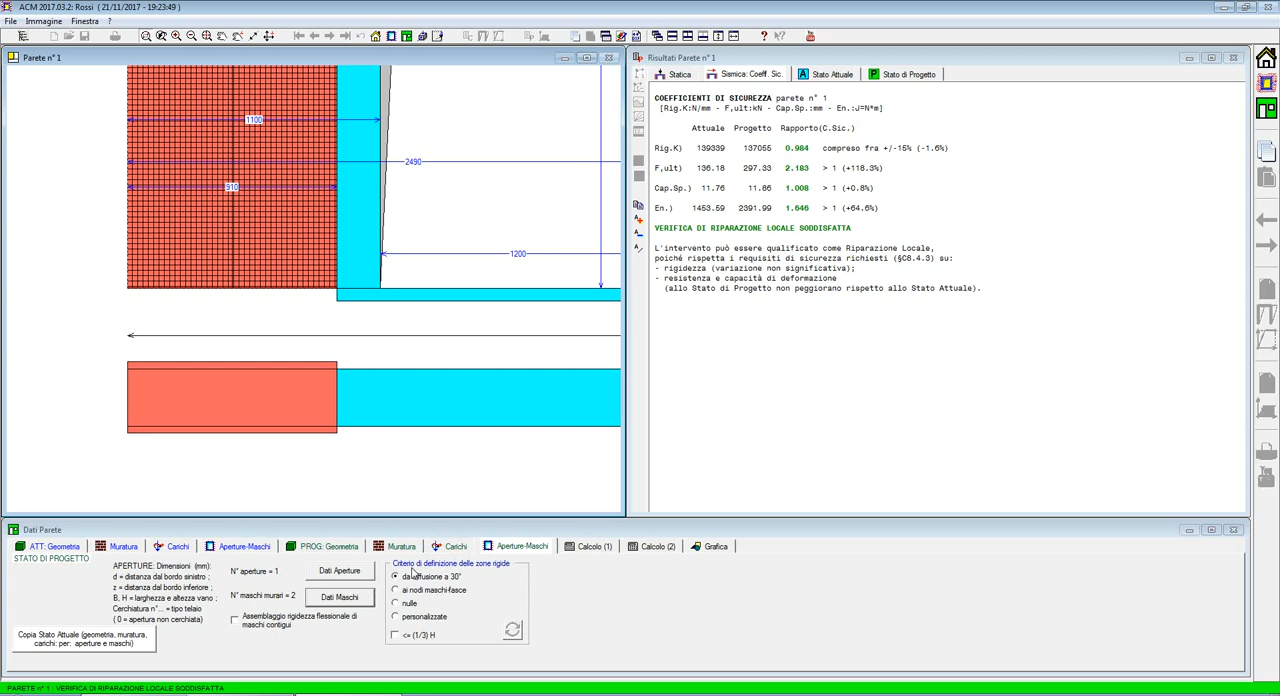 ACM 2017.03.2: Rossi ( 21/11/2017 - 19:23:49)
File Immagine Finestra ?
Parete n° 1
1100
2490
910
1200
Risultati Parete n° 1
Statica Sismica: Coeff. Sic. A Stato Attuale P Stato di Progetto
COEFFICIENTI DI SICUREZZA parete n° 1
[Rig.K:N/mm - F,ult:kN - Cap.Sp.:mm - En.:J=N*m]
Attuale Progetto Rapporto(C.Sic.)
Rig.K) 139339 137055 0.984 compreso fra +/-15% (-1.6%)
F,ult) 136.18 297.33 2.183 > 1 (+118.3%)
Cap.Sp.) 11.76 11.86 1.008 > 1 (+0.8%)
En.) 1453.59 2391.99 1.646 > 1 (+64.6%)
VERIFICA DI RIPARAZIONE LOCALE SODDISFATTA
L'intervento può essere qualificato come Riparazione Locale,
poiché rispetta i requisiti di sicurezza richiesti (§C8.4.3) su:
- rigidezza (variazione non significativa);
- resistenza e capacità di deformazione
(allo Stato di Progetto non peggiorano rispetto allo Stato Attuale).
Dati Parete
ATT: Geometria Muratura Carichi Aperture-Maschi PROG: Geometria Muratura Carichi Aperture-Maschi Calcolo (1) Calcolo (2) Grafica
STATO DI PROGETTO
APERTURE: Dimensioni (mm):
d = distanza dal bordo sinistro ;
z = distanza dal bordo inferiore ;
B, H = larghezza e altezza vano ;
Cerchiatura n°... = tipo telaio
( 0 = apertura non cerchiata)
Copia Stato Attuale (geometria, muratura,
carichi: per: aperture e maschi)
N° aperture = 1 Dati Aperture
N° maschi murari = 2 Dati Maschi
Assemblaggio rigidezza flessionale di
maschi contigui
Criterio di definizione delle zone rigide
da diffusione a 30°
ai nodi maschi-fasce
nulle
personalizzate
<= (1/3) H
PARETE n° 1 : VERIFICA DI RIPARAZIONE LOCALE SODDISFATTA